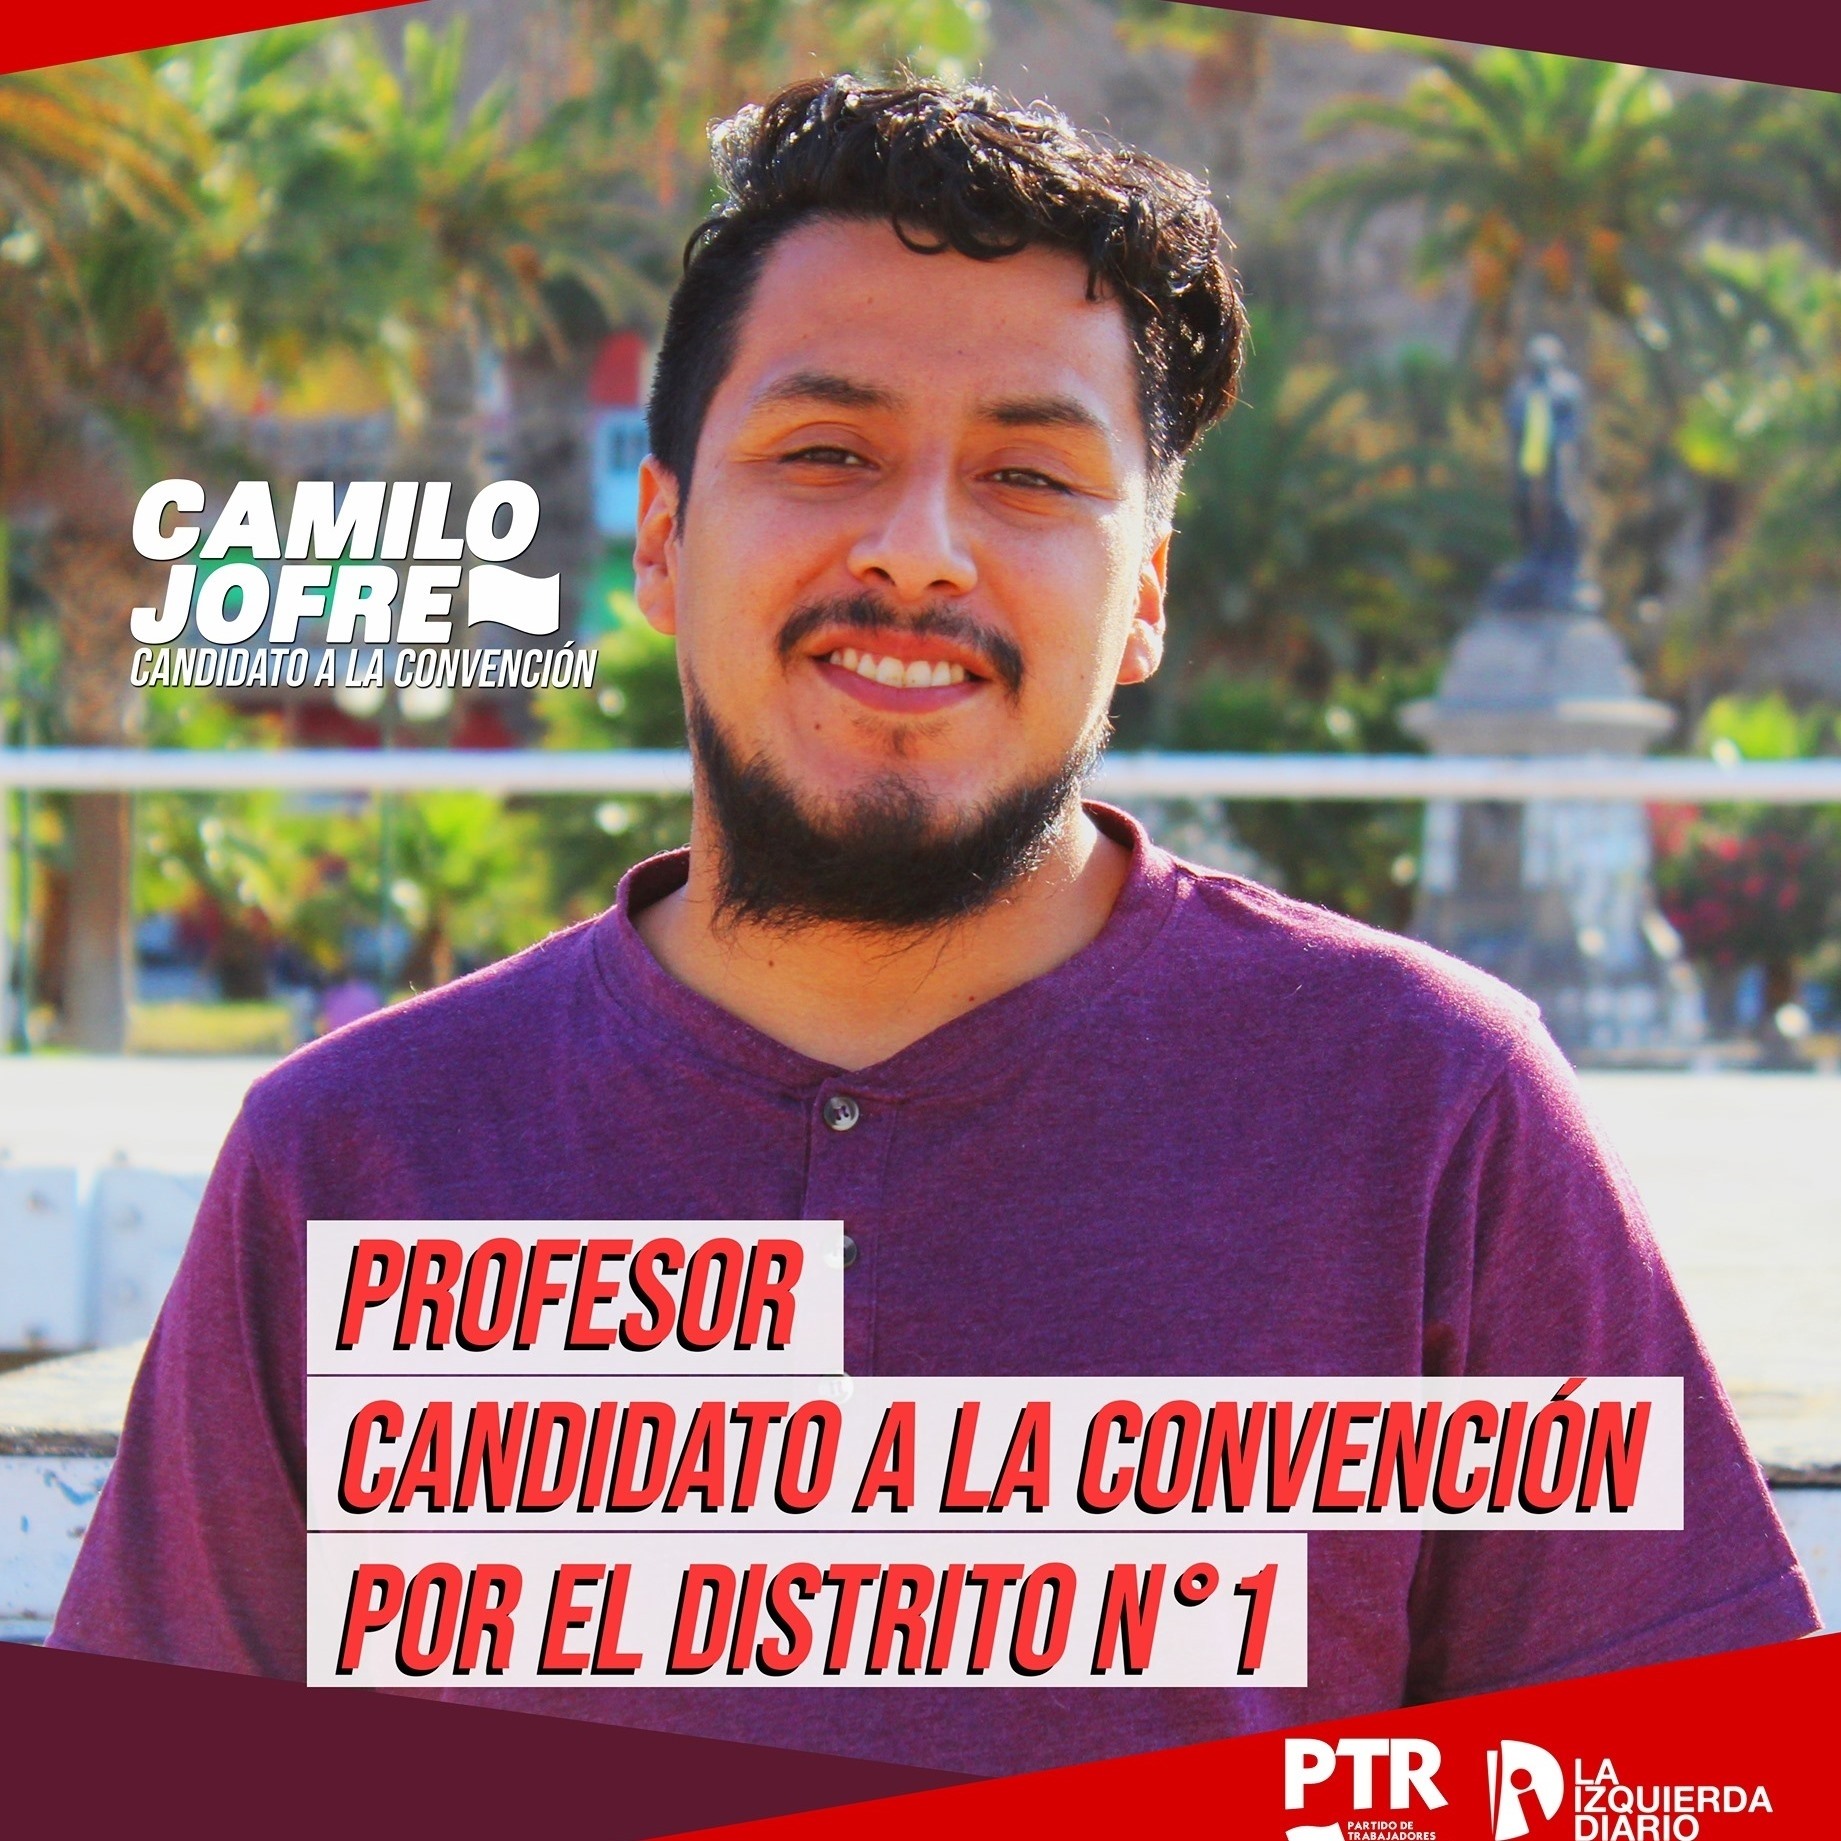 CAMILO
JOFRE
CANDIDATO A LA CONVENCIÓN
PROFESOR
CANDIDATO A LA CONVENCIÓN
POR EL DISTRITO N°1
PTR
PARTIDO DE
TRABAJADORES
LA
IZQUIERDA
DIARIO